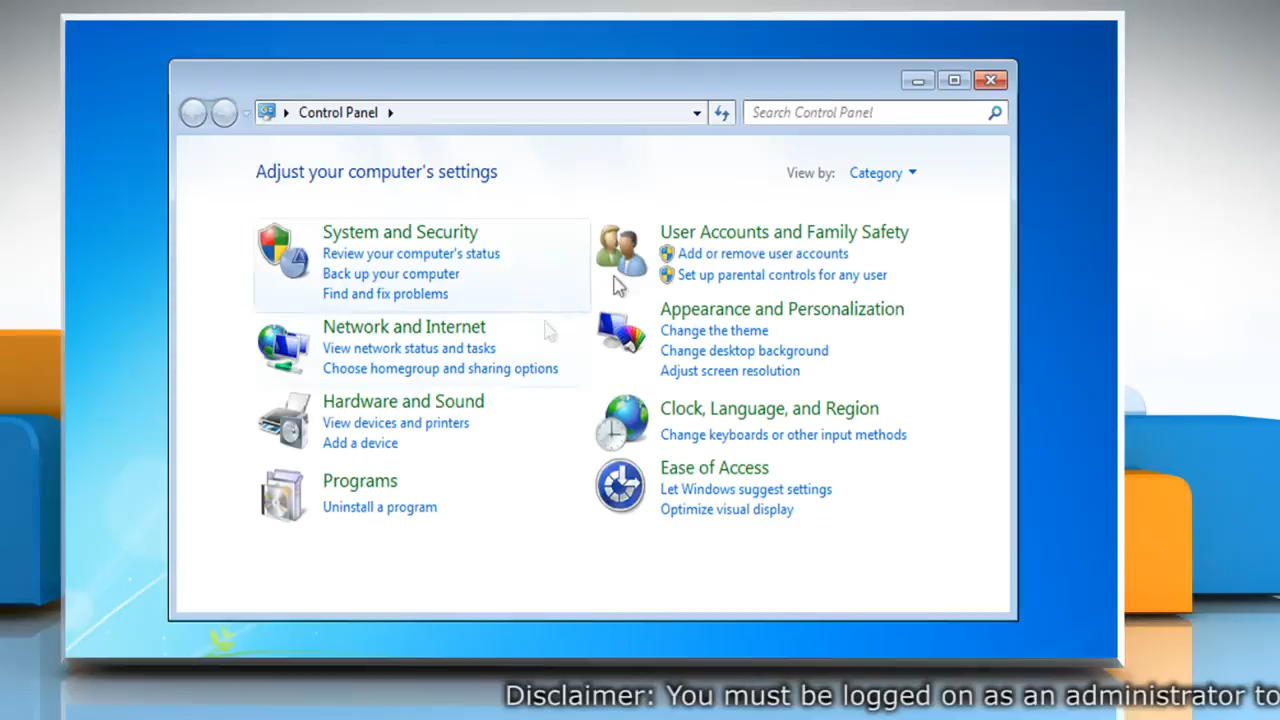 Control Panel
Search Control Panel
Adjust your computer's settings
View by: Category
System and Security
Review your computer's status
Back up your computer
Find and fix problems
Network and Internet
View network status and tasks
Choose homegroup and sharing options
Hardware and Sound
View devices and printers
Add a device
Programs
Uninstall a program
User Accounts and Family Safety
Add or remove user accounts
Set up parental controls for any user
Appearance and Personalization
Change the theme
Change desktop background
Adjust screen resolution
Clock, Language, and Region
Change keyboards or other input methods
Ease of Access
Let Windows suggest settings
Optimize visual display
Disclaimer: You must be logged on as an administrator to